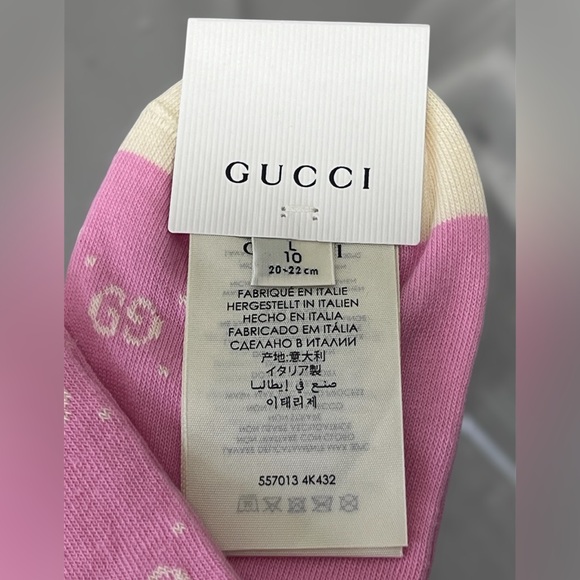 GUCCI
L
10
20-22 cm
FABRIQUÉ EN ITALIE
HERGESTELLT IN ITALIEN
HECHO EN ITALIA
FABRICADO EM ITÁLIA
СДЕЛАНО В ИТАЛИИ
产地:意大利
イタリア製
صنع في إيطاليا
이태리제
557013 4K432